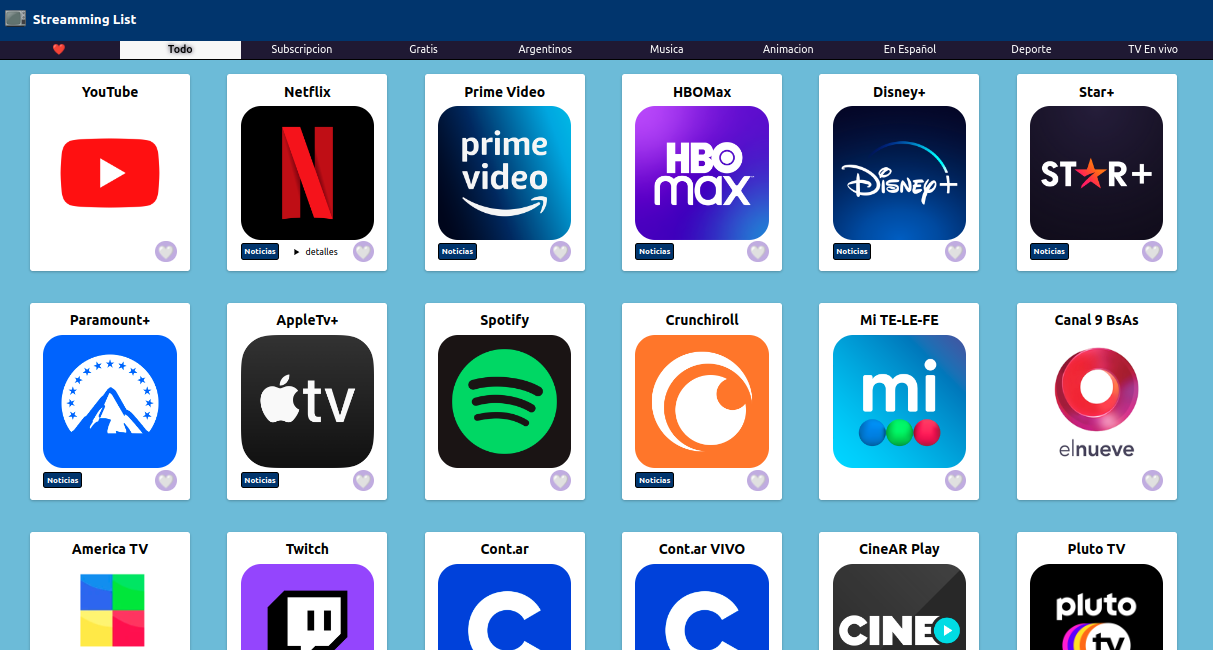 Streamming List
Todo
Subscripcion
Gratis
Argentinos
Musica
Animacion
En Español
Deporte
TV En vivo
YouTube
Netflix
Prime Video
HBOMax
Disney+
Star+
N
prime video
HBO max
Disney+
STAR+
Noticias
detalles
Noticias
Noticias
Noticias
Noticias
Paramount+
AppleTv+
Spotify
Crunchiroll
Mi TE-LE-FE
Canal 9 BsAs
tv
mi
elnueve
Noticias
Noticias
Noticias
America TV
Twitch
Cont.ar
Cont.ar VIVO
CineAR Play
Pluto TV
C
C
CINE
pluto
tv